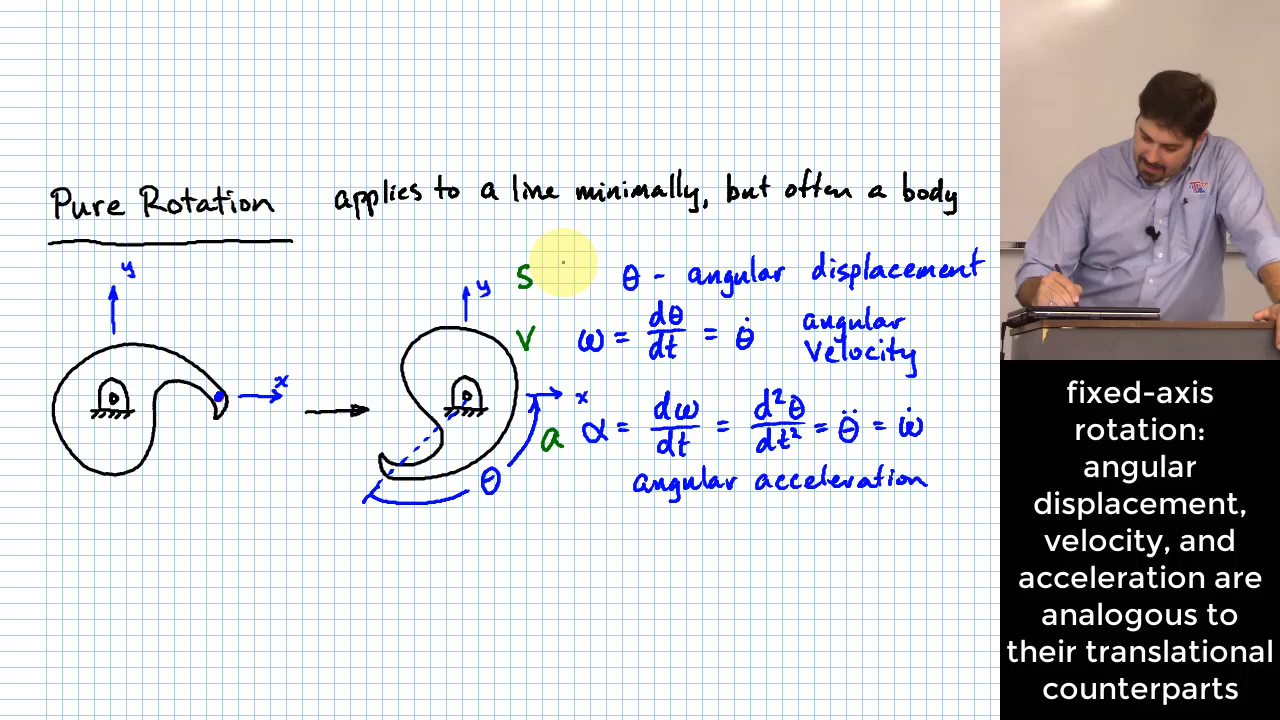 Pure Rotation applies to a line minimally, but often a body
y
x
y
x
θ
S θ - angular displacement
V ω = dθ/dt = θ̇ angular velocity
a α = dω/dt = d²θ/dt² = θ̈ = ω̇
angular acceleration
fixed-axis
rotation:
angular
displacement,
velocity, and
acceleration are
analogous to
their translational
counterparts